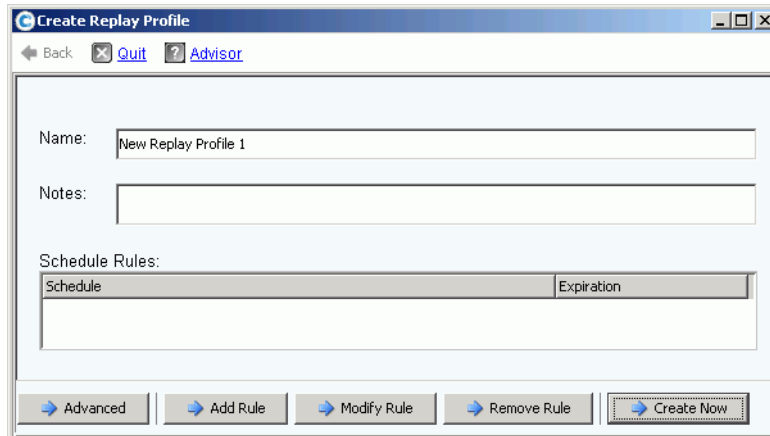 Create Replay Profile
Back Quit Advisor
Name: New Replay Profile 1
Notes:
Schedule Rules:
Schedule Expiration
Advanced Add Rule Modify Rule Remove Rule Create Now